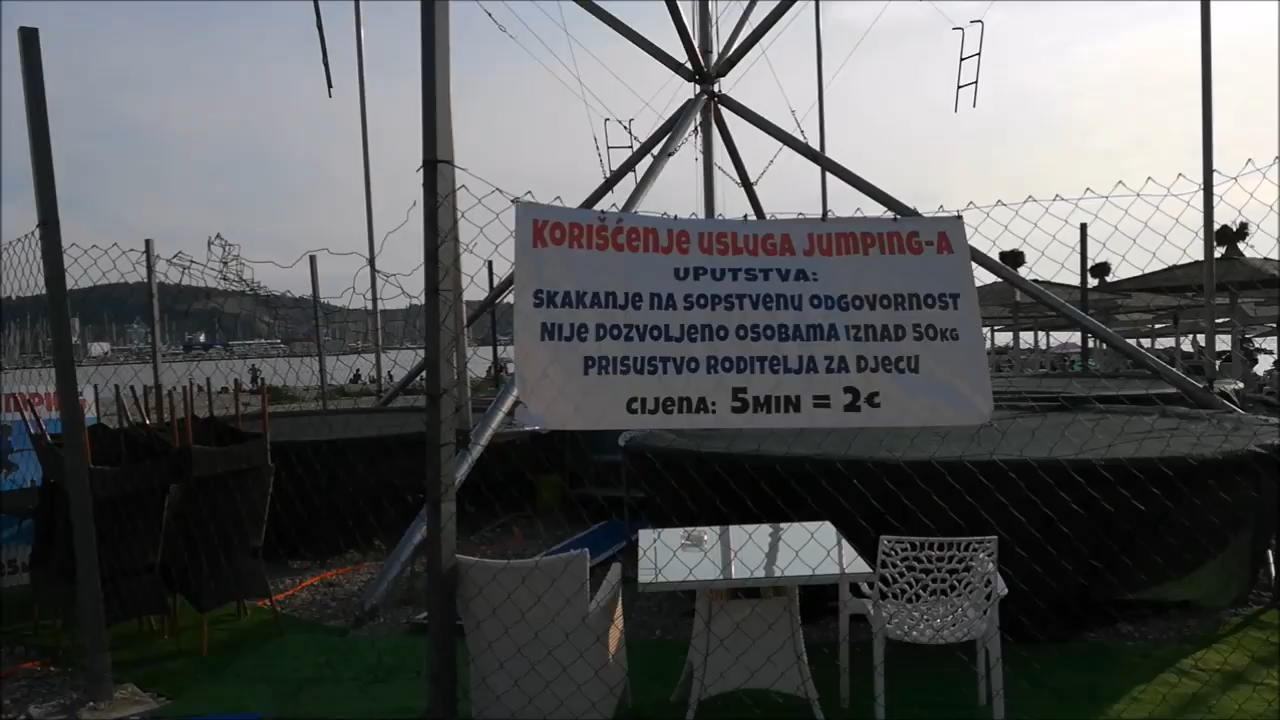 KORIŠĆENJE USLUGA JUMPING-A
UPUTSTVA:
SKAKANJE NA SOPSTVENU ODGOVORNOST
NIJE DOZVOLJENO OSOBAMA IZNAD 50KG
PRISUSTVO RODITELJA ZA DJECU
CIJENA: 5MIN = 2€